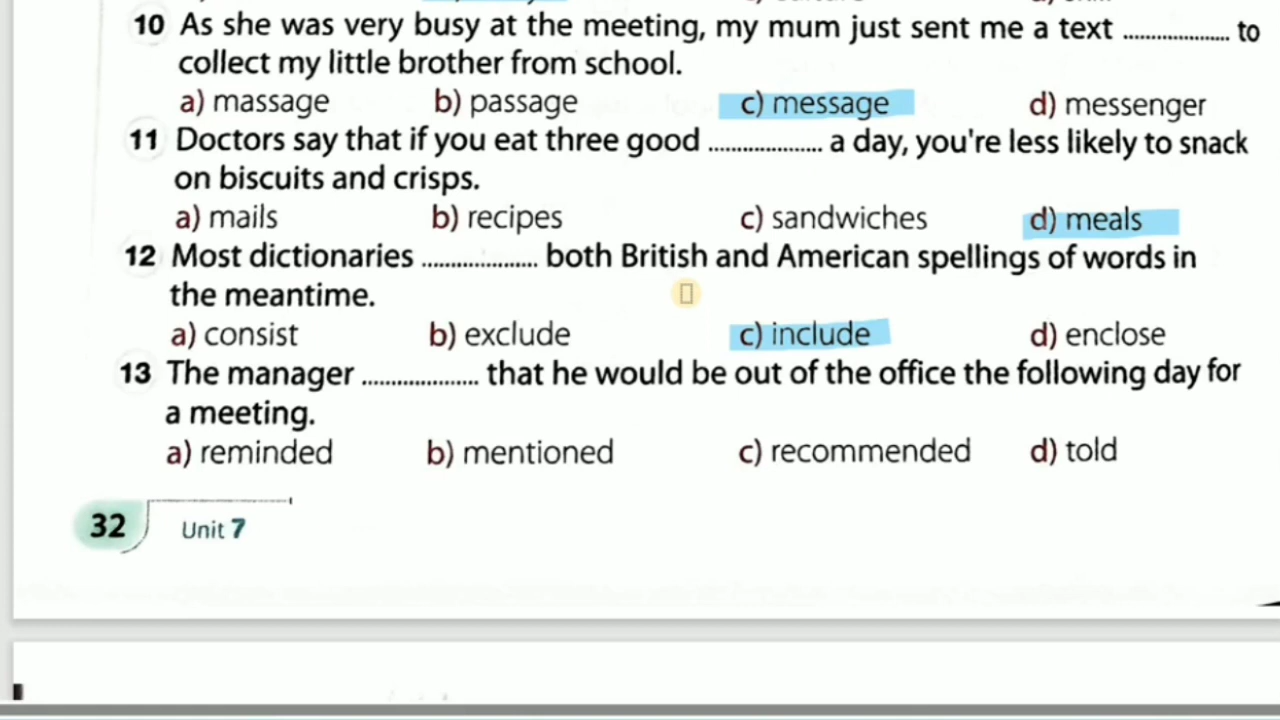 10 As she was very busy at the meeting, my mum just sent me a text .................... to
collect my little brother from school.
a) massage b) passage c) message d) messenger
11 Doctors say that if you eat three good .................... a day, you're less likely to snack
on biscuits and crisps.
a) mails b) recipes c) sandwiches d) meals
12 Most dictionaries .................... both British and American spellings of words in
the meantime.
a) consist b) exclude c) include d) enclose
13 The manager .................... that he would be out of the office the following day for
a meeting.
a) reminded b) mentioned c) recommended d) told
32 Unit 7